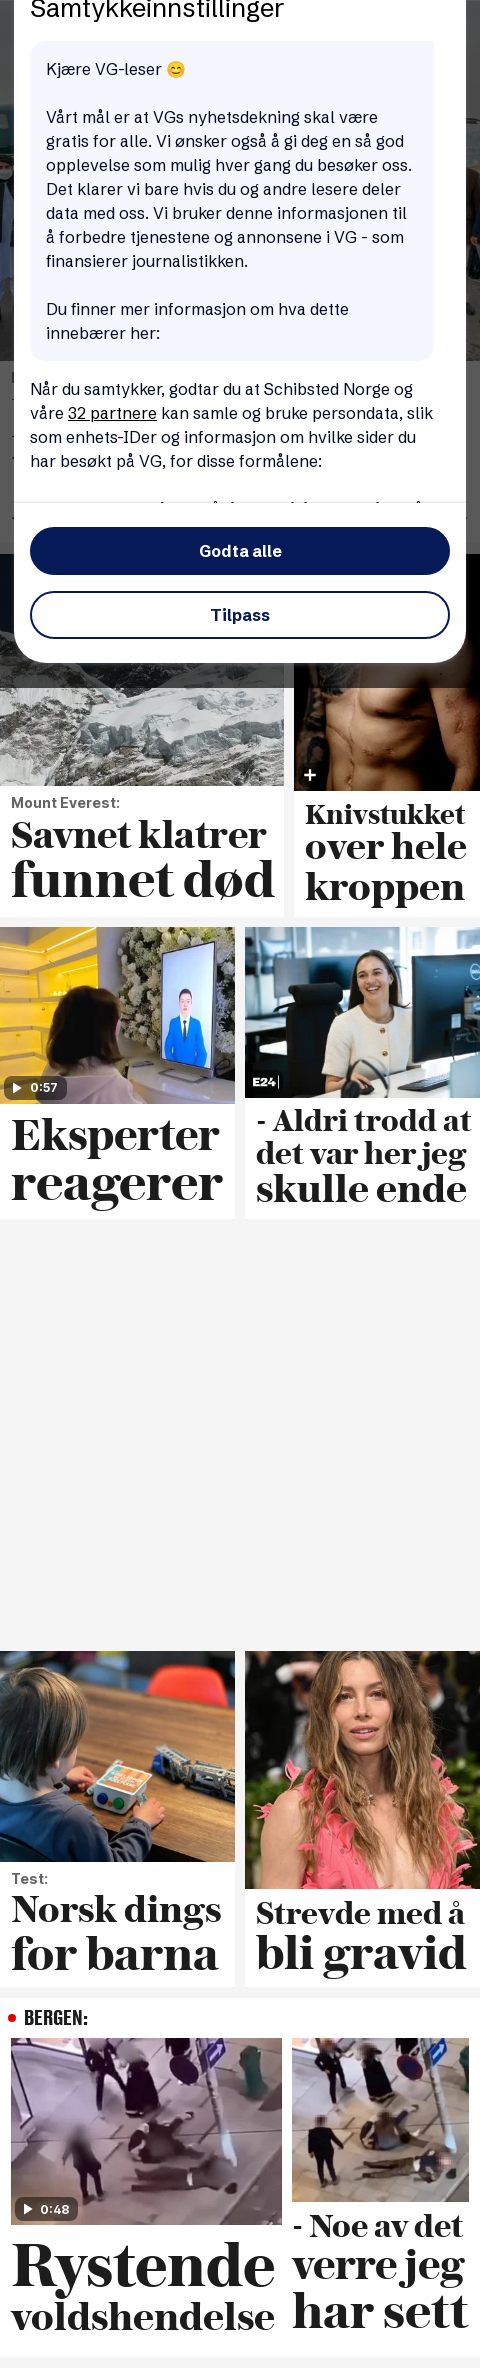 Samtykkeinnstillinger
Kjære VG-leser 😊
Vårt mål er at VGs nyhetsdekning skal være
gratis for alle. Vi ønsker også å gi deg en så god
opplevelse som mulig hver gang du besøker oss.
Det klarer vi bare hvis du og andre lesere deler
data med oss. Vi bruker denne informasjonen til
å forbedre tjenestene og annonsene i VG - som
finansierer journalistikken.
Du finner mer informasjon om hva dette
innebærer her:
Når du samtykker, godtar du at Schibsted Norge og
våre 32 partnere kan samle og bruke persondata, slik
som enhets-IDer og informasjon om hvilke sider du
har besøkt på VG, for disse formålene:
Godta alle
Tilpass
Mount Everest:
Savnet klatrer
funnet død
Knivstukket
over hele
kroppen
0:57
Eksperter
reagerer
E24
- Aldri trodd at
det var her jeg
skulle ende
Test:
Norsk dings
for barna
Strevde med å
bli gravid
BERGEN:
0:48
Rystende
voldshendelse
- Noe av det
verre jeg
har sett